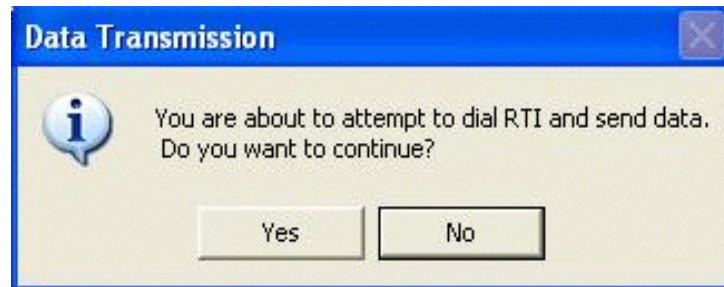 Data Transmission
You are about to attempt to dial RTI and send data.
Do you want to continue?
Yes No